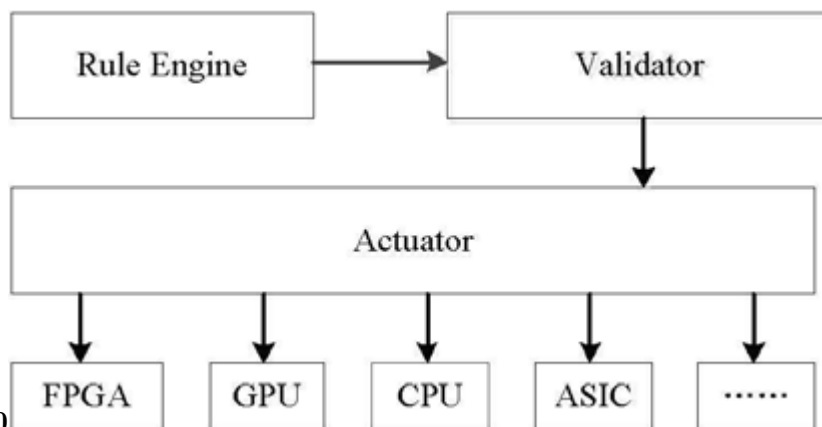 Rule Engine
Validator
Actuator
FPGA
GPU
CPU
ASIC
······